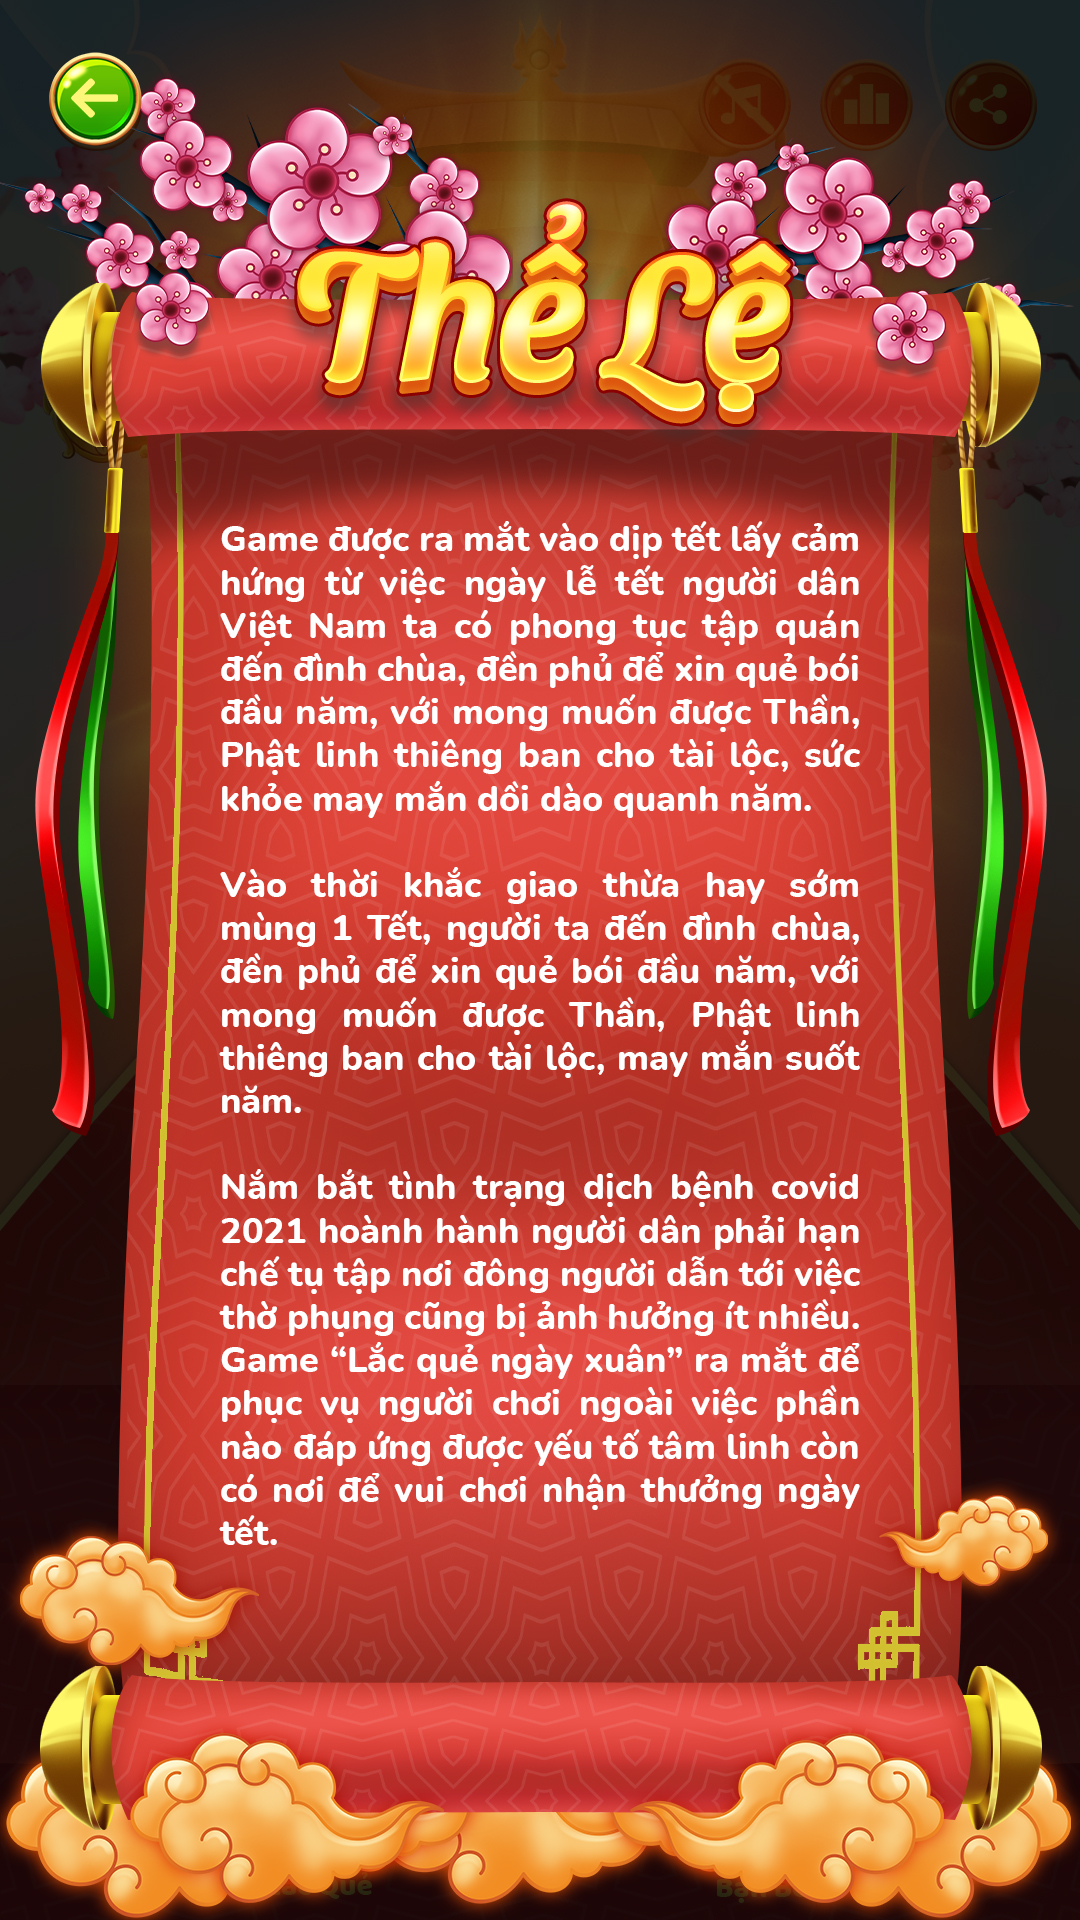 Thể Lệ
Game được ra mắt vào dịp tết lấy cảm
hứng từ việc ngày lễ tết người dân
Việt Nam ta có phong tục tập quán
đến đình chùa, đền phủ để xin quẻ bói
đầu năm, với mong muốn được Thần,
Phật linh thiêng ban cho tài lộc, sức
khỏe may mắn dồi dào quanh năm.
Vào thời khắc giao thừa hay sớm
mùng 1 Tết, người ta đến đình chùa,
đền phủ để xin quẻ bói đầu năm, với
mong muốn được Thần, Phật linh
thiêng ban cho tài lộc, may mắn suốt
năm.
Nắm bắt tình trạng dịch bệnh covid
2021 hoành hành người dân phải hạn
chế tụ tập nơi đông người dẫn tới việc
thờ phụng cũng bị ảnh hưởng ít nhiều.
Game “Lắc quẻ ngày xuân” ra mắt để
phục vụ người chơi ngoài việc phần
nào đáp ứng được yếu tố tâm linh còn
có nơi để vui chơi nhận thưởng ngày
tết.